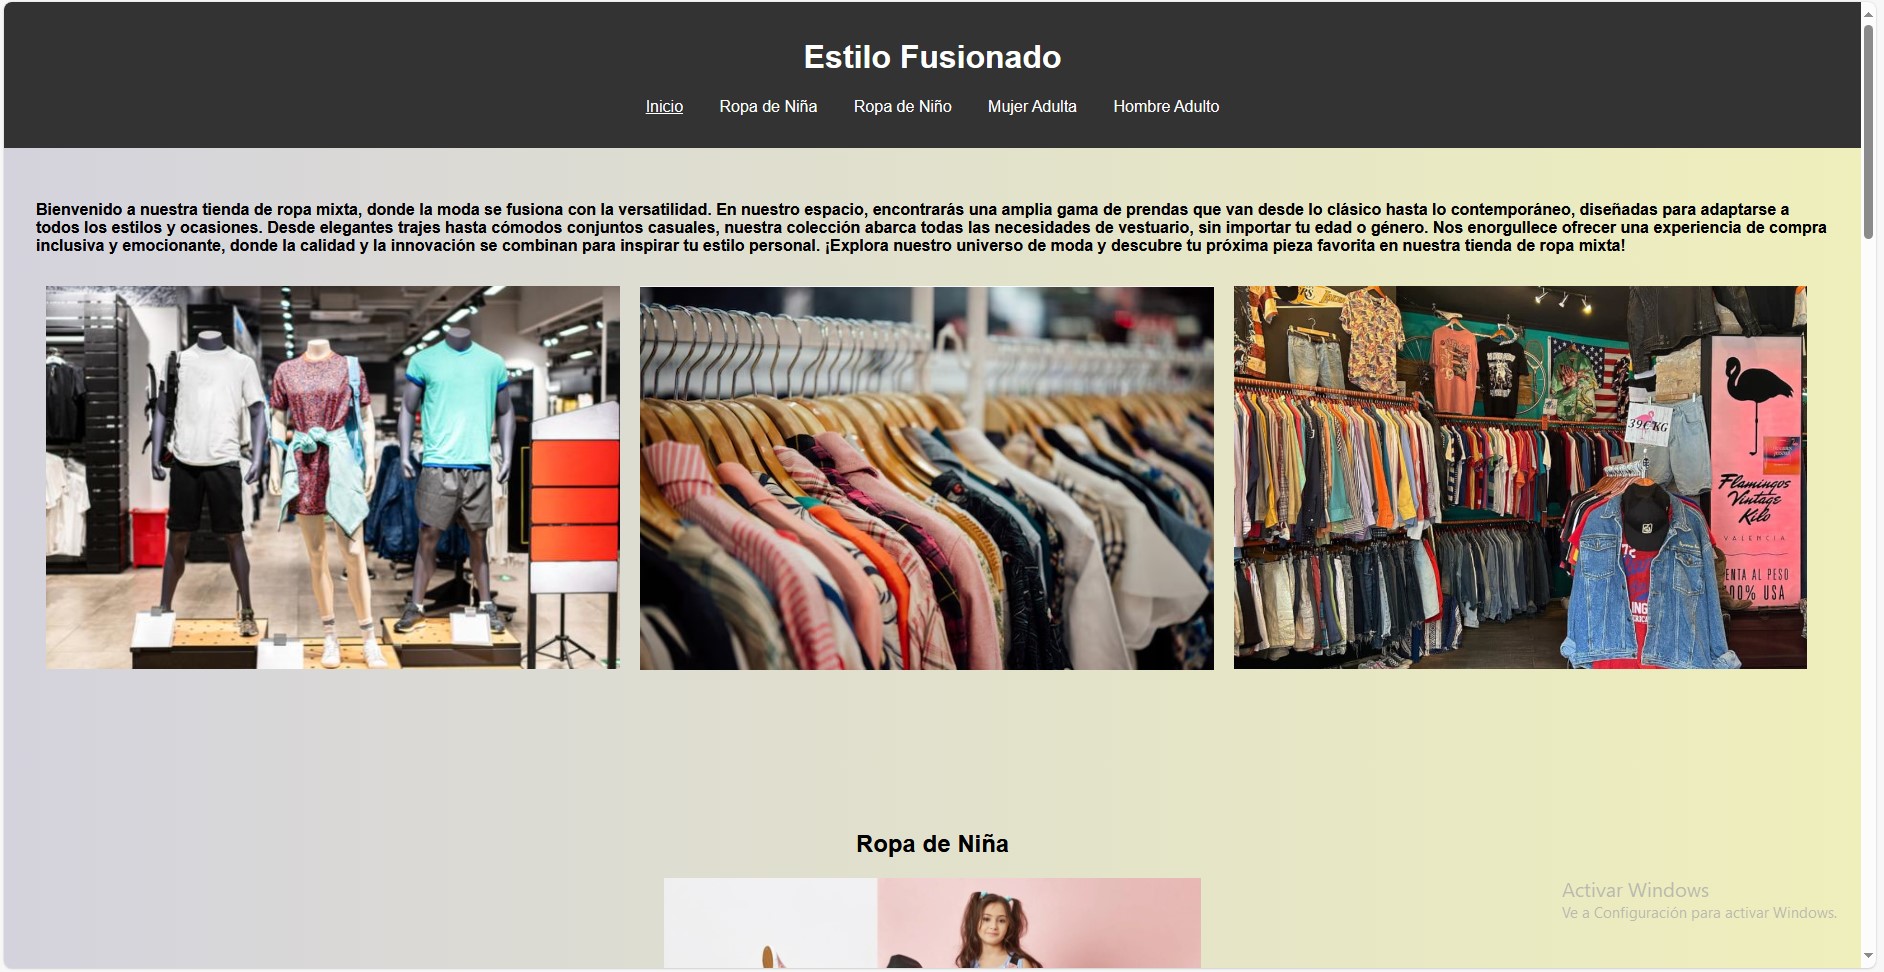 Estilo Fusionado
Inicio Ropa de Niña Ropa de Niño Mujer Adulta Hombre Adulto
Bienvenido a nuestra tienda de ropa mixta, donde la moda se fusiona con la versatilidad. En nuestro espacio, encontrarás una amplia gama de prendas que van desde lo clásico hasta lo contemporáneo, diseñadas para adaptarse a
todos los estilos y ocasiones. Desde elegantes trajes hasta cómodos conjuntos casuales, nuestra colección abarca todas las necesidades de vestuario, sin importar tu edad o género. Nos enorgullece ofrecer una experiencia de compra
inclusiva y emocionante, donde la calidad y la innovación se combinan para inspirar tu estilo personal. ¡Explora nuestro universo de moda y descubre tu próxima pieza favorita en nuestra tienda de ropa mixta!
39€ KG
Flamingos
Vintage
Kilo
VALENCIA
ENTA AL PESO
00% USA
Ropa de Niña
Activar Windows
Ve a Configuración para activar Windows.